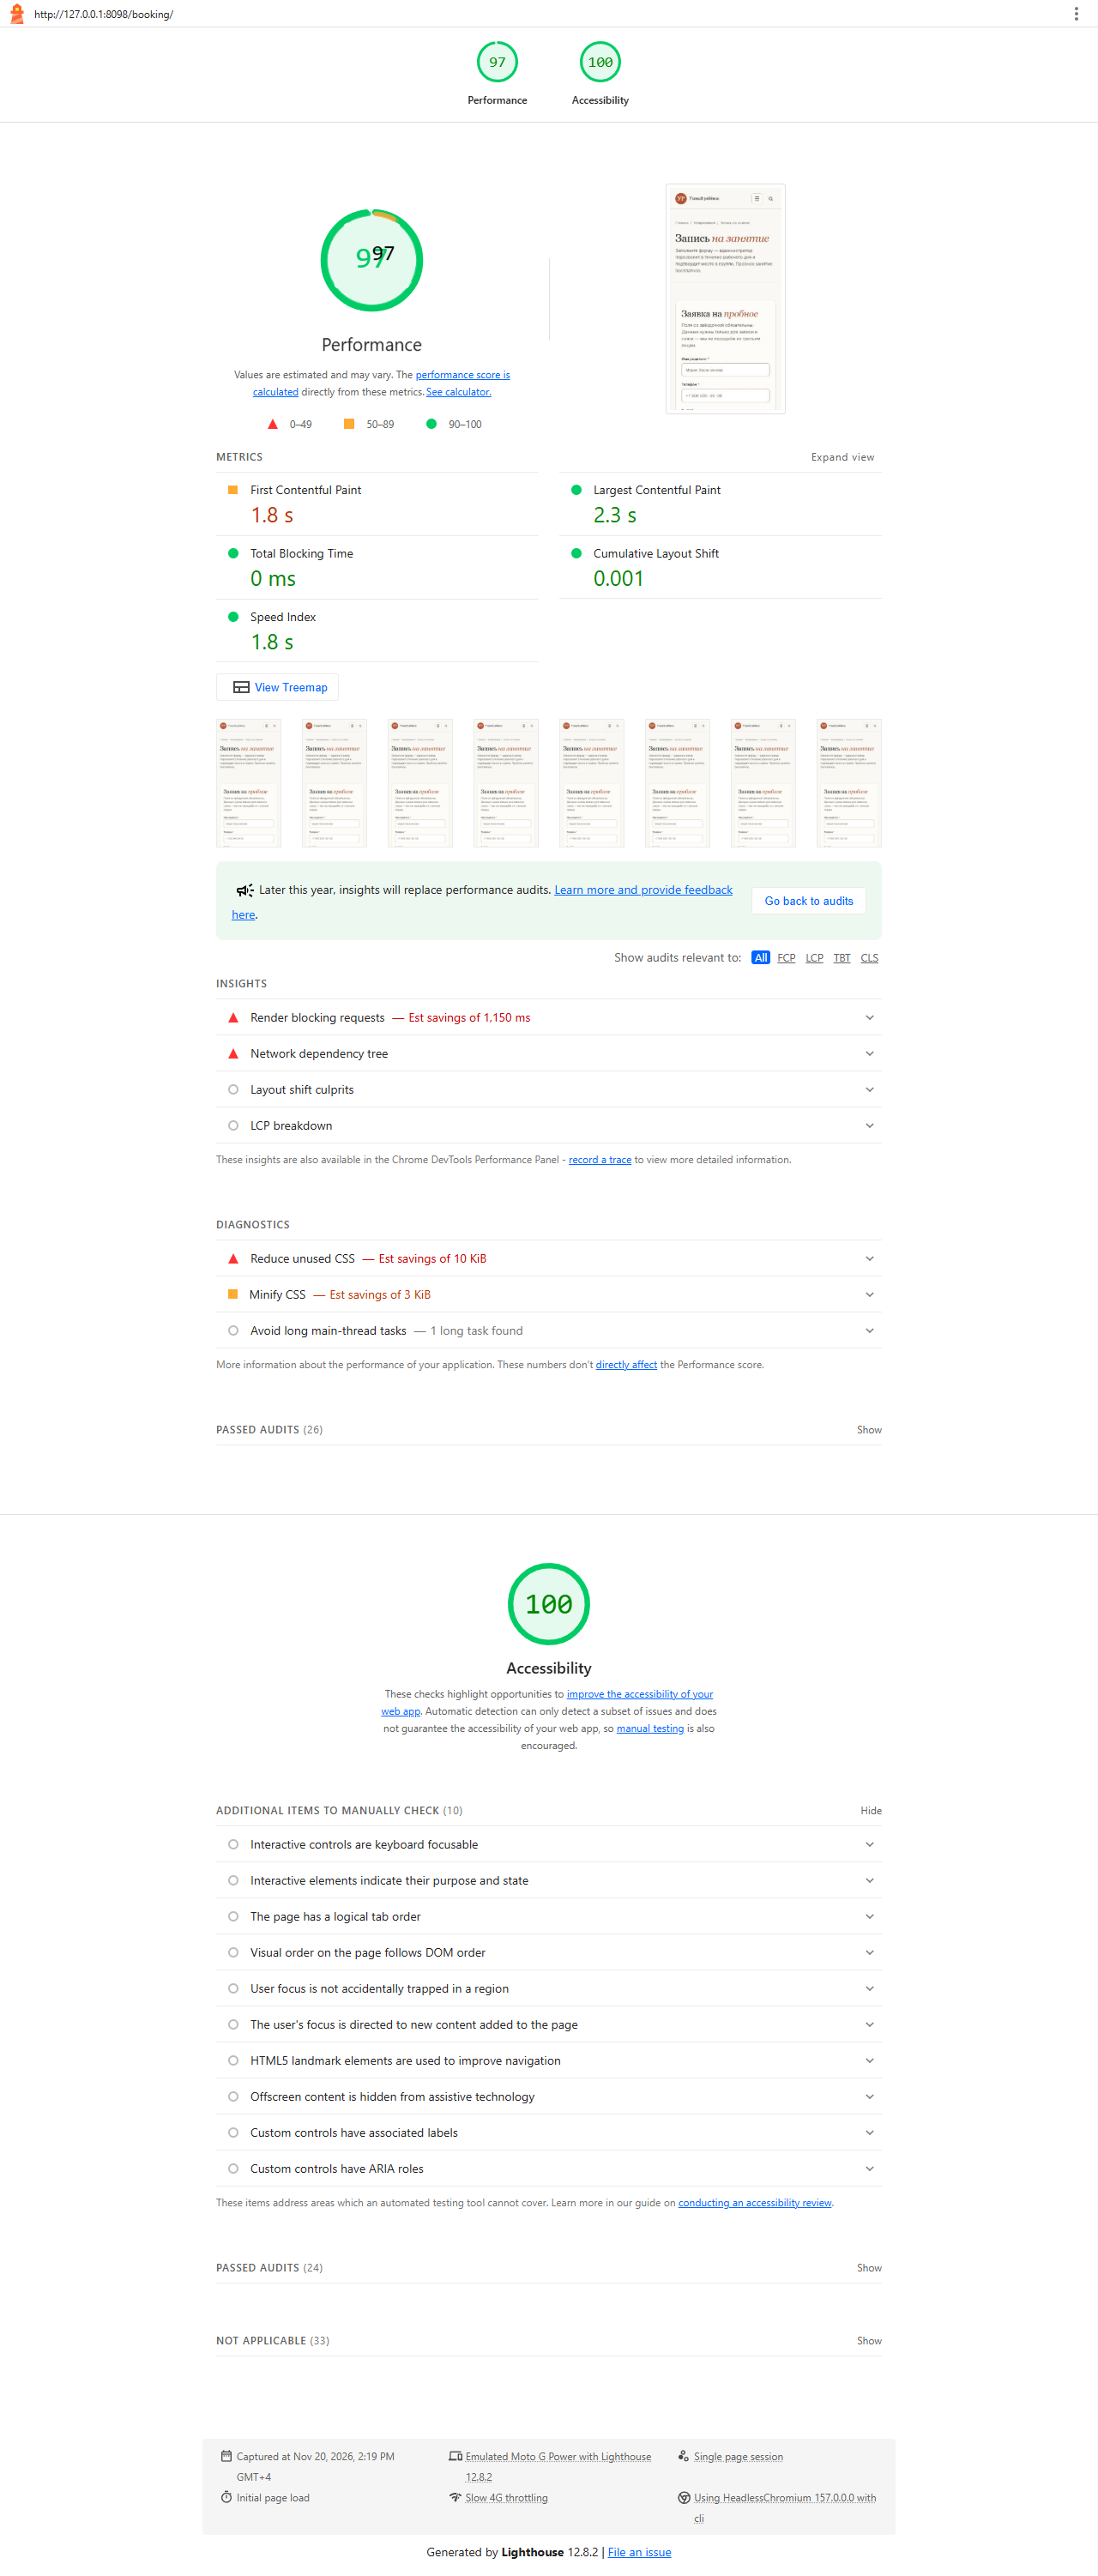 http://127.0.0.1:8098/booking/
97
100
Performance
Accessibility
97
97
Performance
Values are estimated and may vary. The performance score is
calculated directly from these metrics. See calculator.
0–49
50–89
90–100
Запись на занятие
Заявка на пробное
METRICS
Expand view
First Contentful Paint
1.8 s
Largest Contentful Paint
2.3 s
Total Blocking Time
0 ms
Cumulative Layout Shift
0.001
Speed Index
1.8 s
View Treemap
Later this year, insights will replace performance audits. Learn more and provide feedback
here.
Go back to audits
Show audits relevant to: All FCP LCP TBT CLS
INSIGHTS
Render blocking requests — Est savings of 1,150 ms
Network dependency tree
Layout shift culprits
LCP breakdown
These insights are also available in the Chrome DevTools Performance Panel - record a trace to view more detailed information.
DIAGNOSTICS
Reduce unused CSS — Est savings of 10 KiB
Minify CSS — Est savings of 3 KiB
Avoid long main-thread tasks — 1 long task found
More information about the performance of your application. These numbers don't directly affect the Performance score.
PASSED AUDITS (26)
Show
100
Accessibility
These checks highlight opportunities to improve the accessibility of your
web app. Automatic detection can only detect a subset of issues and does
not guarantee the accessibility of your web app, so manual testing is also
encouraged.
ADDITIONAL ITEMS TO MANUALLY CHECK (10)
Hide
Interactive controls are keyboard focusable
Interactive elements indicate their purpose and state
The page has a logical tab order
Visual order on the page follows DOM order
User focus is not accidentally trapped in a region
The user's focus is directed to new content added to the page
HTML5 landmark elements are used to improve navigation
Offscreen content is hidden from assistive technology
Custom controls have associated labels
Custom controls have ARIA roles
These items address areas which an automated testing tool cannot cover. Learn more in our guide on conducting an accessibility review.
PASSED AUDITS (24)
Show
NOT APPLICABLE (33)
Show
Captured at Nov 20, 2026, 2:19 PM
GMT+4
Emulated Moto G Power with Lighthouse
12.8.2
Single page session
Initial page load
Slow 4G throttling
Using HeadlessChromium 157.0.0.0 with
cli
Generated by Lighthouse 12.8.2 | File an issue